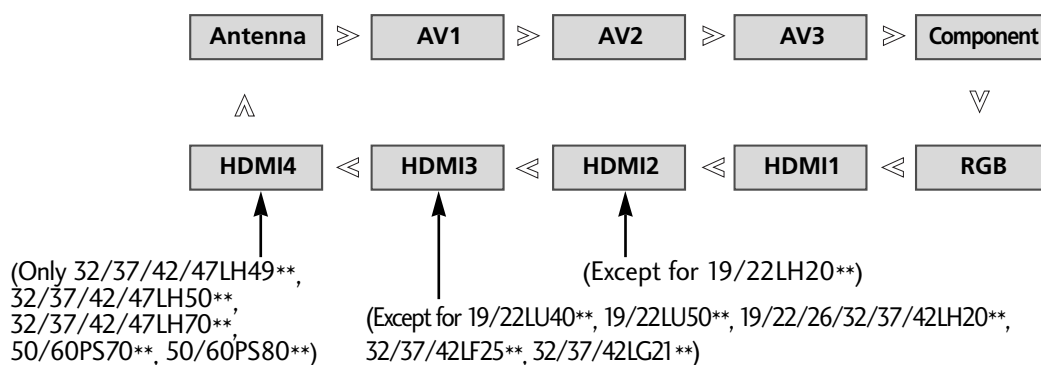 Antenna AV1 AV2 AV3 Component
HDMI4 HDMI3 HDMI2 HDMI1 RGB
(Only 32/37/42/47LH49**,
32/37/42/47LH50**,
32/37/42/47LH70**,
50/60PS70**, 50/60PS80**)
(Except for 19/22LU40**, 19/22LU50**, 19/22/26/32/37/42LH20**,
32/37/42LF25**, 32/37/42LG21**)
(Except for 19/22LH20**)